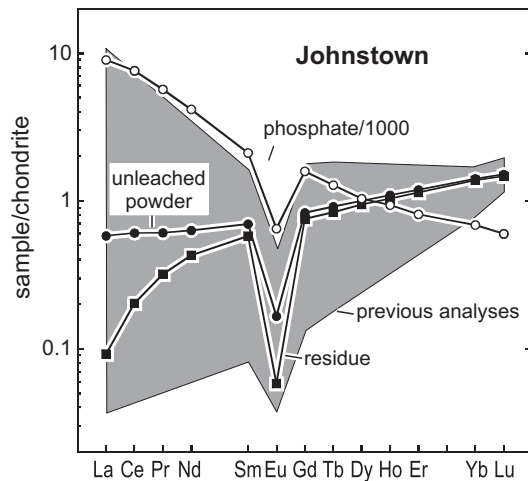 10
Johnstown
phosphate/1000
unleached
powder
1
sample/chondrite
previous analyses
residue
0.1
La Ce Pr Nd Sm Eu Gd Tb Dy Ho Er Yb Lu